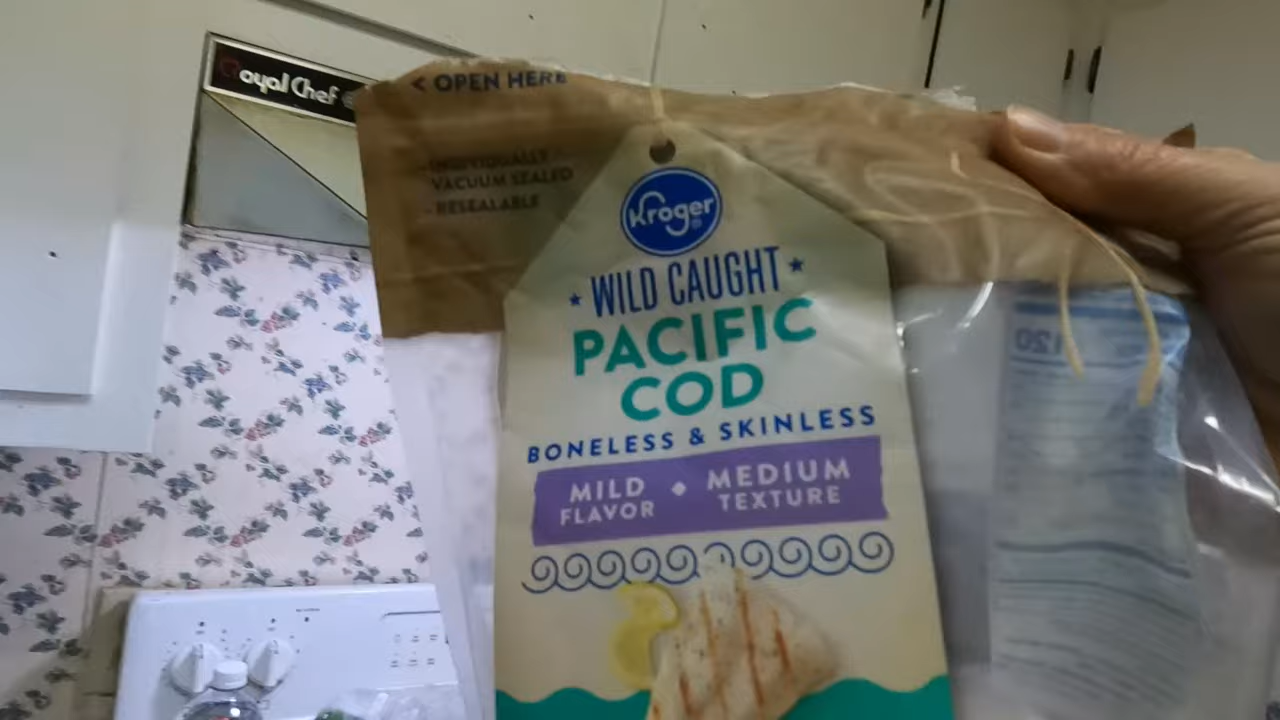 Royal Chef
< OPEN HERE
- INDIVIDUALLY
VACUUM SEALED
- RESEALABLE
Kroger
WILD CAUGHT
PACIFIC
COD
BONELESS & SKINLESS
MILD
FLAVOR
MEDIUM
TEXTURE
120